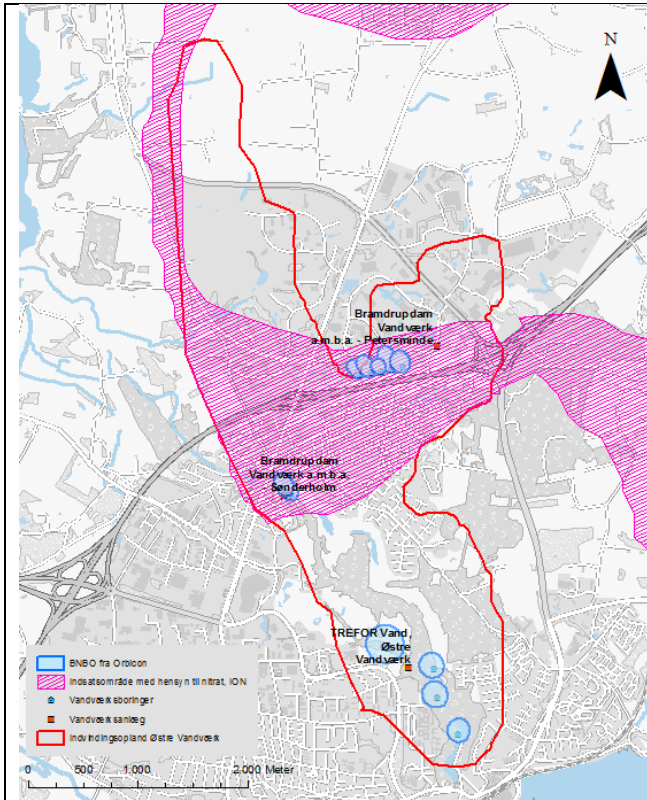 N
Bramdrupdam
Vandværk
a.m.b.a. - Petersminde
Bramdrupdam
Vandværk a.m.b.a,
Sønderholm
TREFOR Vand,
Østre
Vandværk
BNBO fra Orbicon
Indsatsområde med hensyn til nitrat, ION
Vandværksboringer
Vandværksanlæg
Indvindingsopland Østre Vandværk
0 500 1.000 2.000 Meter